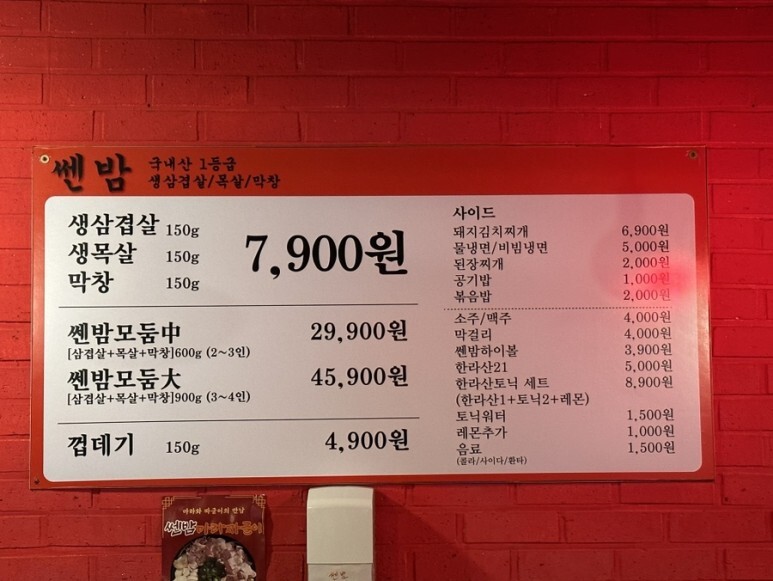 쎈밤
국내산 1등급
생삼겹살/목살/막창
생삼겹살 150g
생목살 150g
막창 150g
7,900원
쎈밤모둠中 29,900원
[삼겹살+목살+막창]600g (2~3인)
쎈밤모둠大 45,900원
[삼겹살+목살+막창]900g (3~4인)
껍데기 150g 4,900원
사이드
돼지김치찌개 6,900원
물냉면/비빔냉면 5,000원
된장찌개 2,000원
공기밥 1,000원
볶음밥 2,000원
소주/맥주 4,000원
막걸리 4,000원
쎈밤하이볼 3,900원
한라산21 5,000원
한라산토닉 세트 8,900원
(한라산1+토닉2+레몬)
토닉워터 1,500원
레몬추가 1,000원
음료 1,500원
(콜라/사이다/환타)
쎈밤